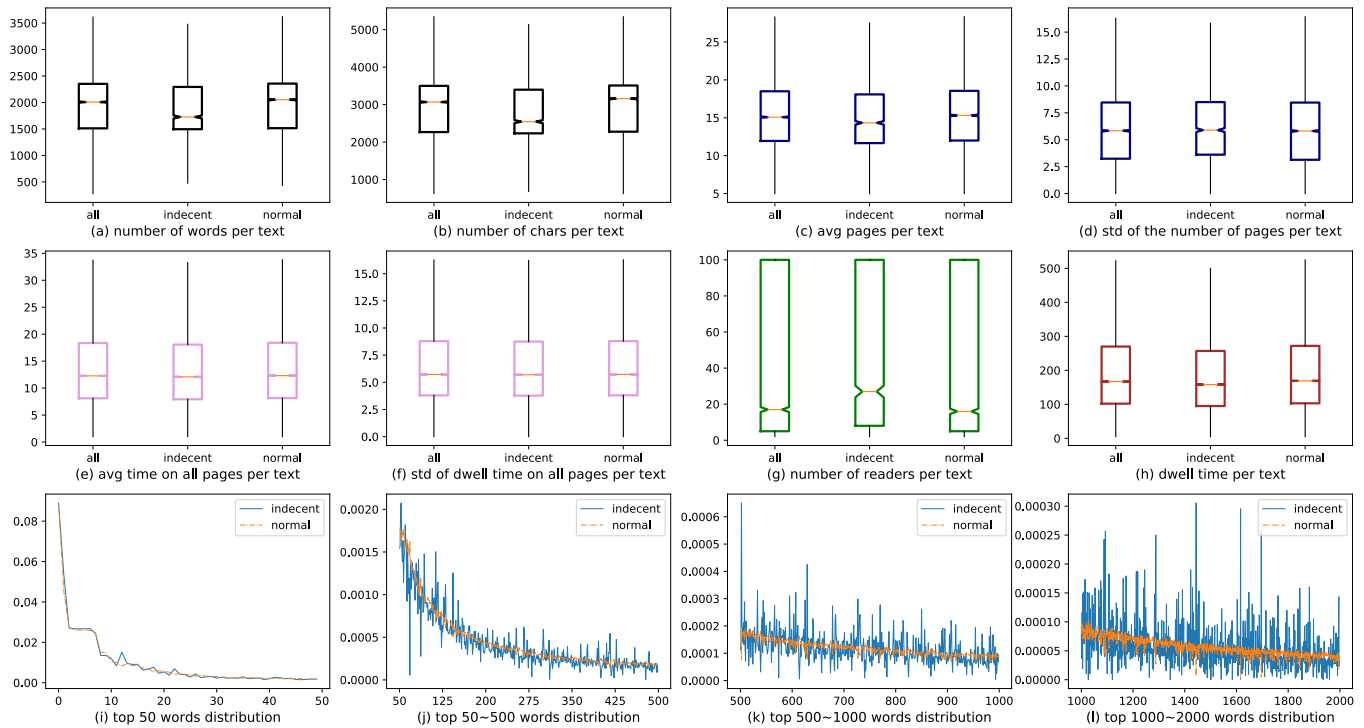 3500
3000
2500
2000
1500
1000
500
all indecent normal
(a) number of words per text
5000
4000
3000
2000
1000
all indecent normal
(b) number of chars per text
25
20
15
10
5
all indecent normal
(c) avg pages per text
15.0
12.5
10.0
7.5
5.0
2.5
0.0
all indecent normal
(d) std of the number of pages per text
35
30
25
20
15
10
5
0
all indecent normal
(e) avg time on all pages per text
15.0
12.5
10.0
7.5
5.0
2.5
0.0
all indecent normal
(f) std of dwell time on all pages per text
100
80
60
40
20
0
all indecent normal
(g) number of readers per text
500
400
300
200
100
0
all indecent normal
(h) dwell time per text
indecent
normal
0.08
0.06
0.04
0.02
0.00
0 10 20 30 40 50
(i) top 50 words distribution
indecent
normal
0.0020
0.0015
0.0010
0.0005
0.0000
50 113 160 270 350 425 500
(j) top 50~500 words distribution
indecent
normal
0.0006
0.0005
0.0004
0.0003
0.0002
0.0001
0.0000
500 600 700 800 900 1000
(k) top 500~1000 words distribution
indecent
normal
0.00030
0.00025
0.00020
0.00015
0.00010
0.00005
0.00000
1000 1200 1400 1600 1800 2000
(l) top 1000~2000 words distribution